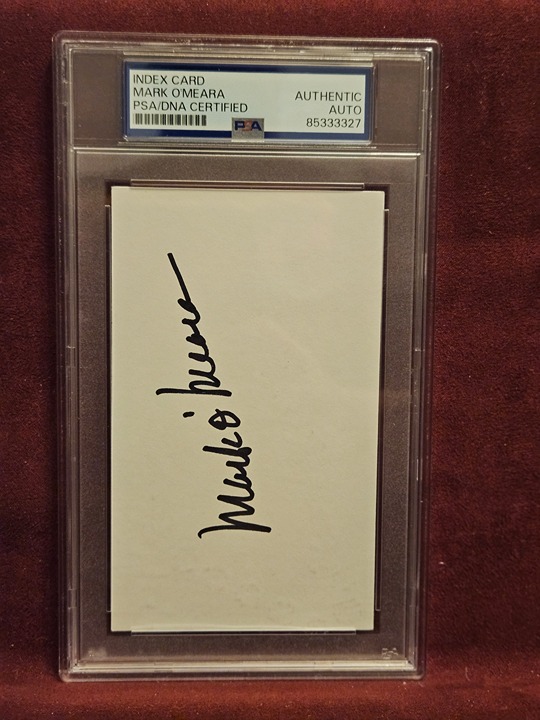 INDEX CARD
MARK O'MEARA
PSA/DNA CERTIFIED
AUTHENTIC
AUTO
85333327
PSA
Mark O'Meara